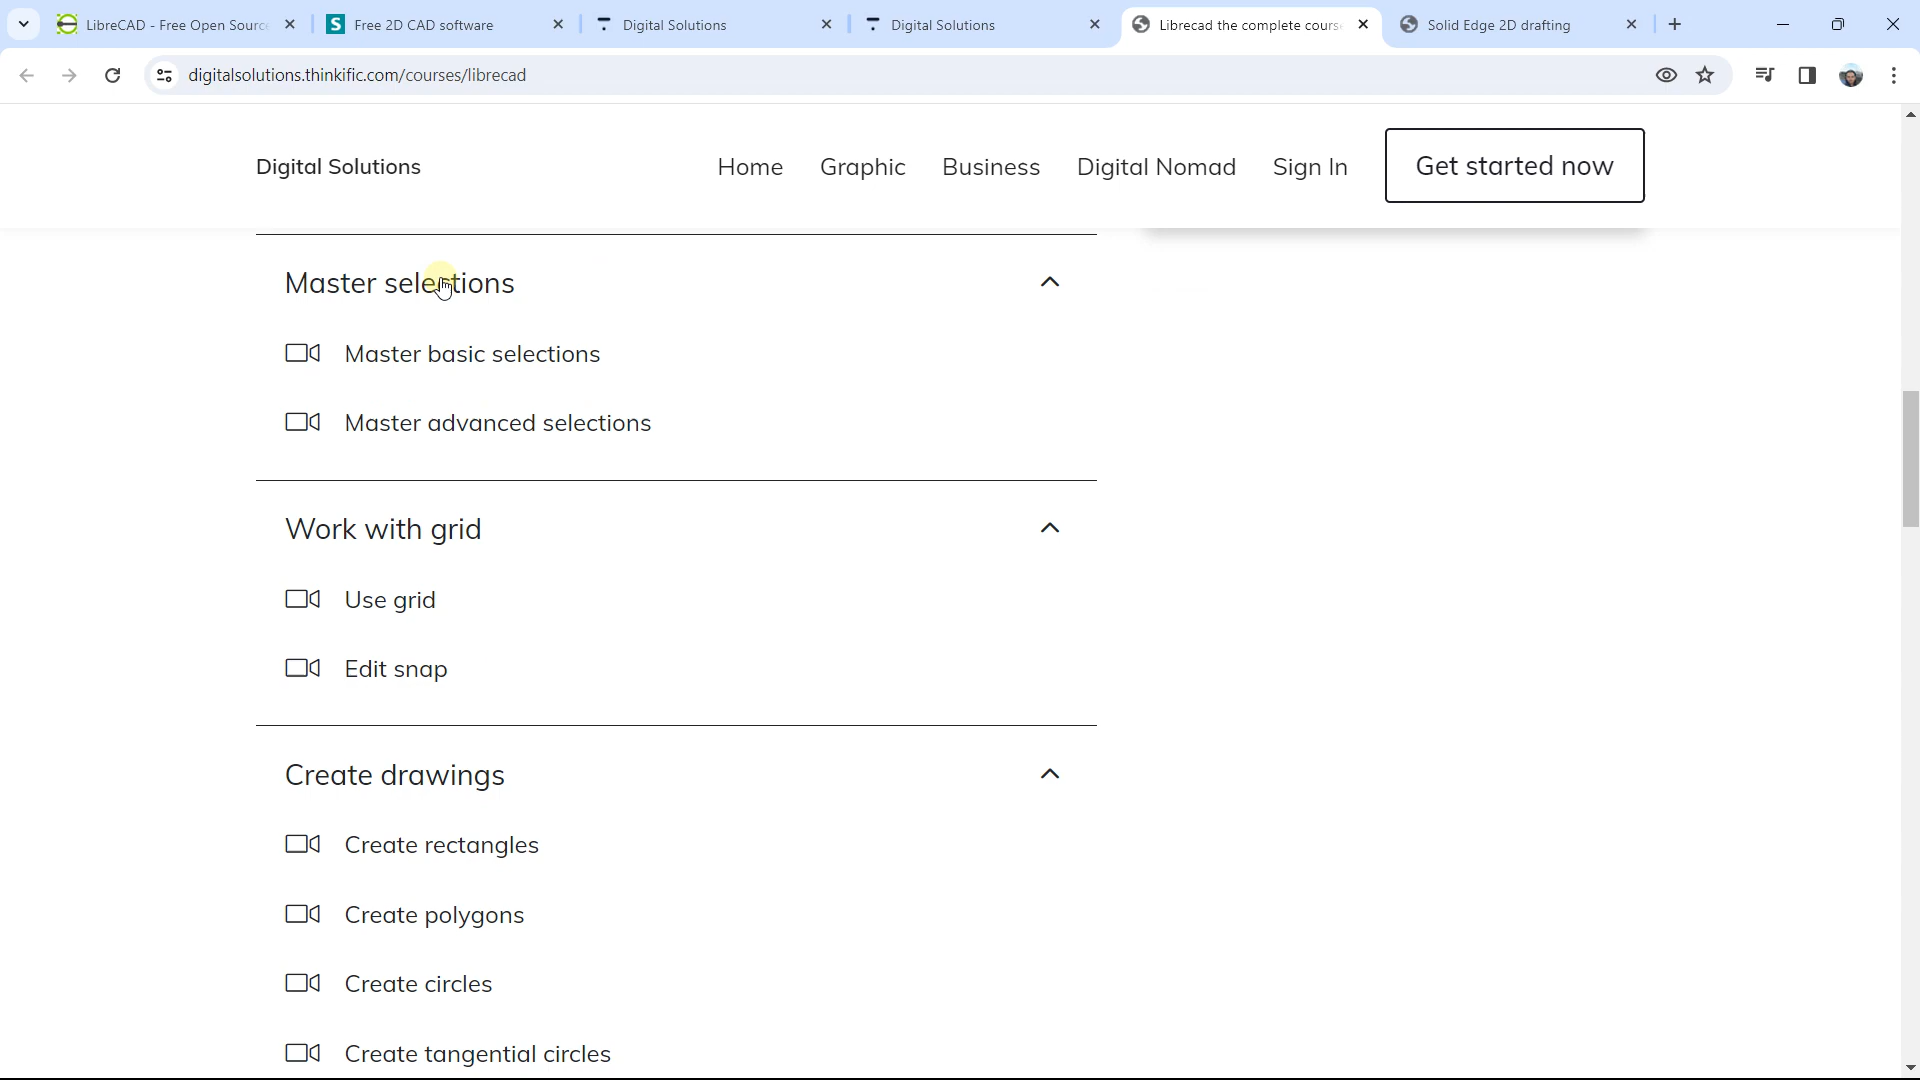 LibreCAD - Free Open Source
Free 2D CAD software
Digital Solutions
Digital Solutions
Librecad the complete cours
Solid Edge 2D drafting
digitalsolutions.thinkific.com/courses/librecad
Digital Solutions
Home
Graphic
Business
Digital Nomad
Sign In
Get started now
Master selections
Master basic selections
Master advanced selections
Work with grid
Use grid
Edit snap
Create drawings
Create rectangles
Create polygons
Create circles
Create tangential circles